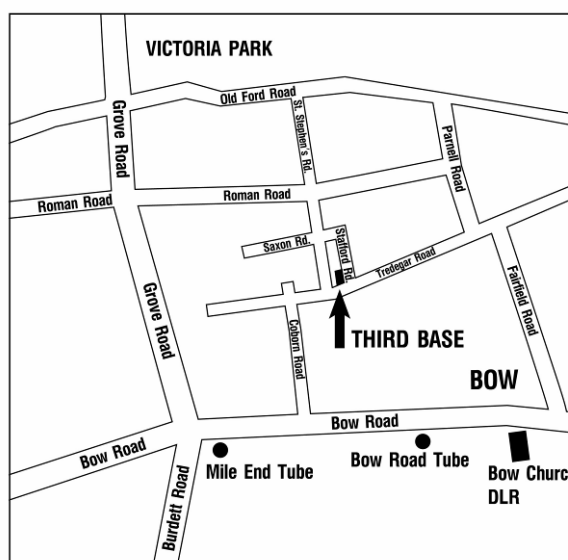 VICTORIA PARK
Old Ford Road
Grove Road
St. Stephen's Rd.
Parnell Road
Roman Road
Roman Road
Saxon Rd.
Stafford Rd.
Tredegar Road
Fairfield Road
Grove Road
Coborn Road
THIRD BASE
BOW
Bow Road
Bow Road
Mile End Tube
Bow Road Tube
Bow Churc
DLR
Burdett Road